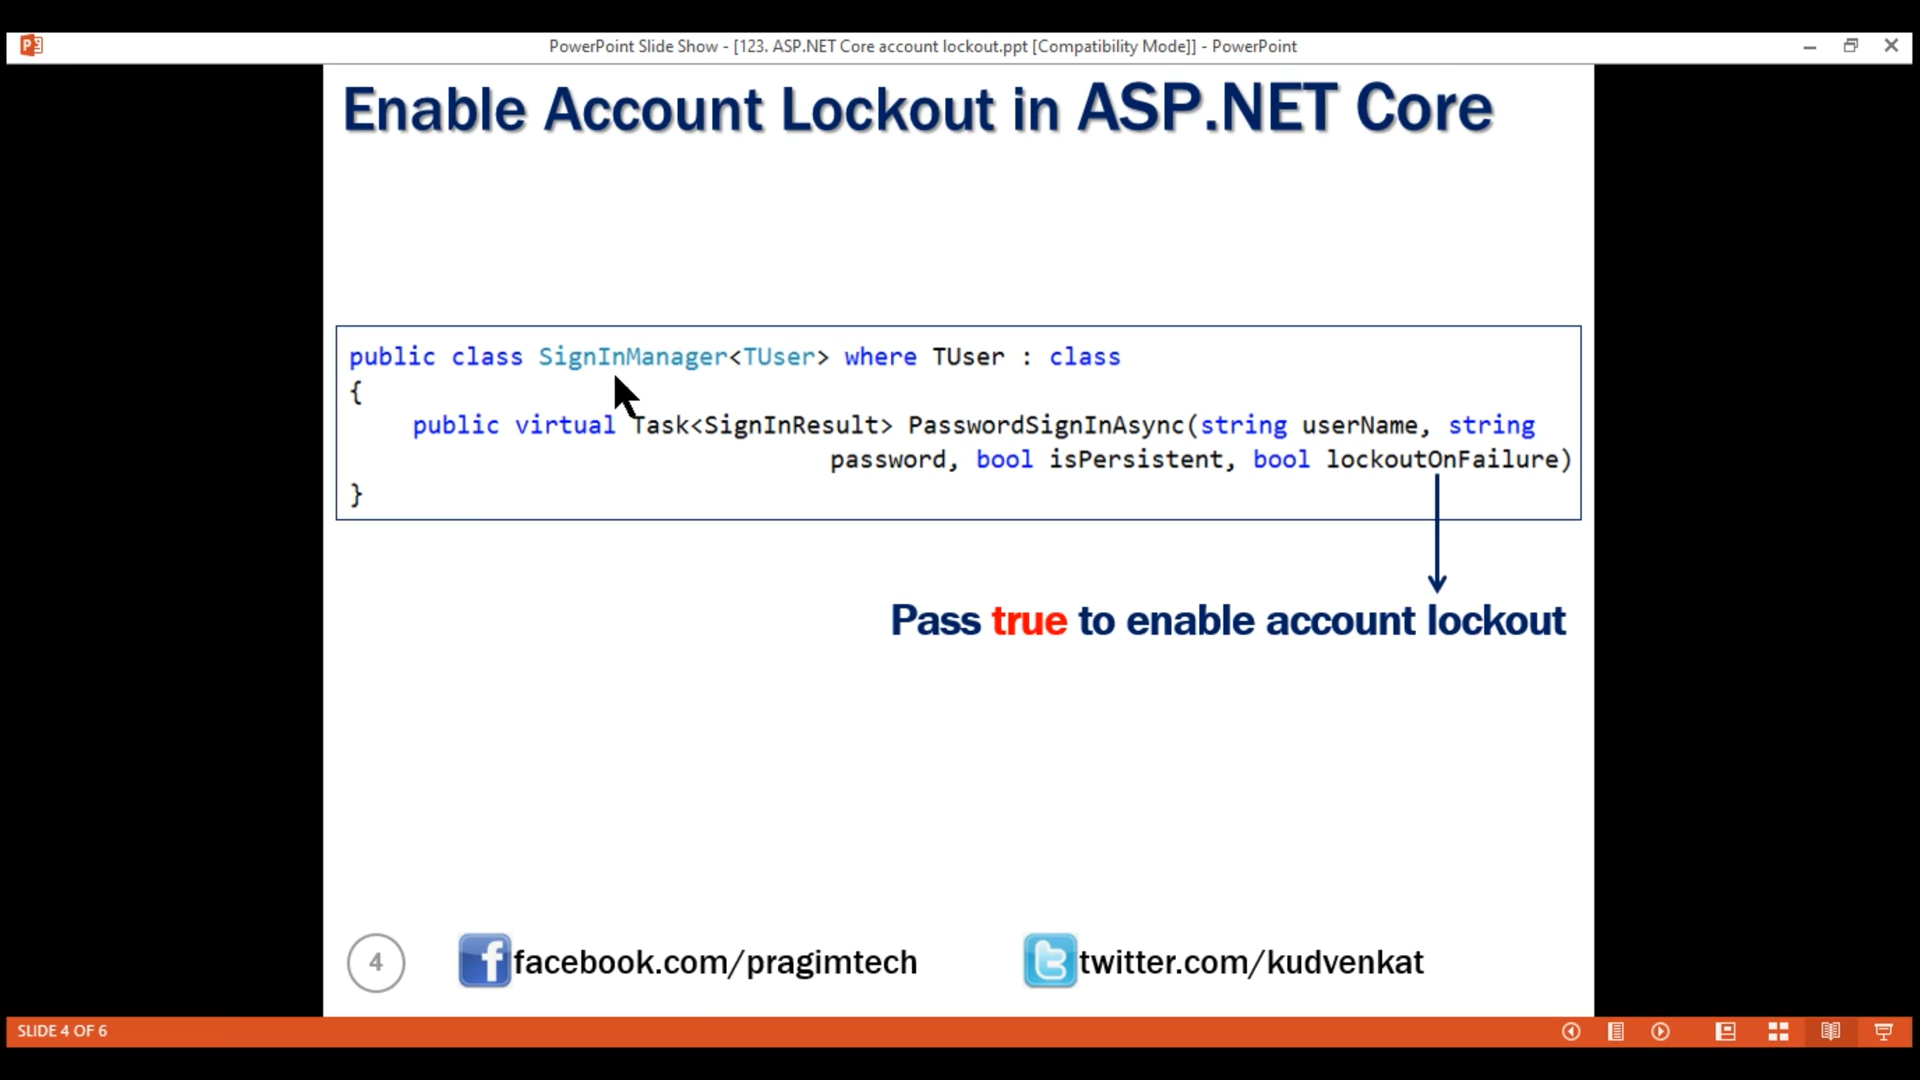 PowerPoint Slide Show - [123. ASP.NET Core account lockout.ppt [Compatibility Mode]] - PowerPoint
Enable Account Lockout in ASP.NET Core
public class SignInManager<TUser> where TUser : class
{
public virtual Task<SignInResult> PasswordSignInAsync(string userName, string
password, bool isPersistent, bool lockoutOnFailure)
}
Pass true to enable account lockout
4
facebook.com/pragimtech
twitter.com/kudvenkat
SLIDE 4 OF 6